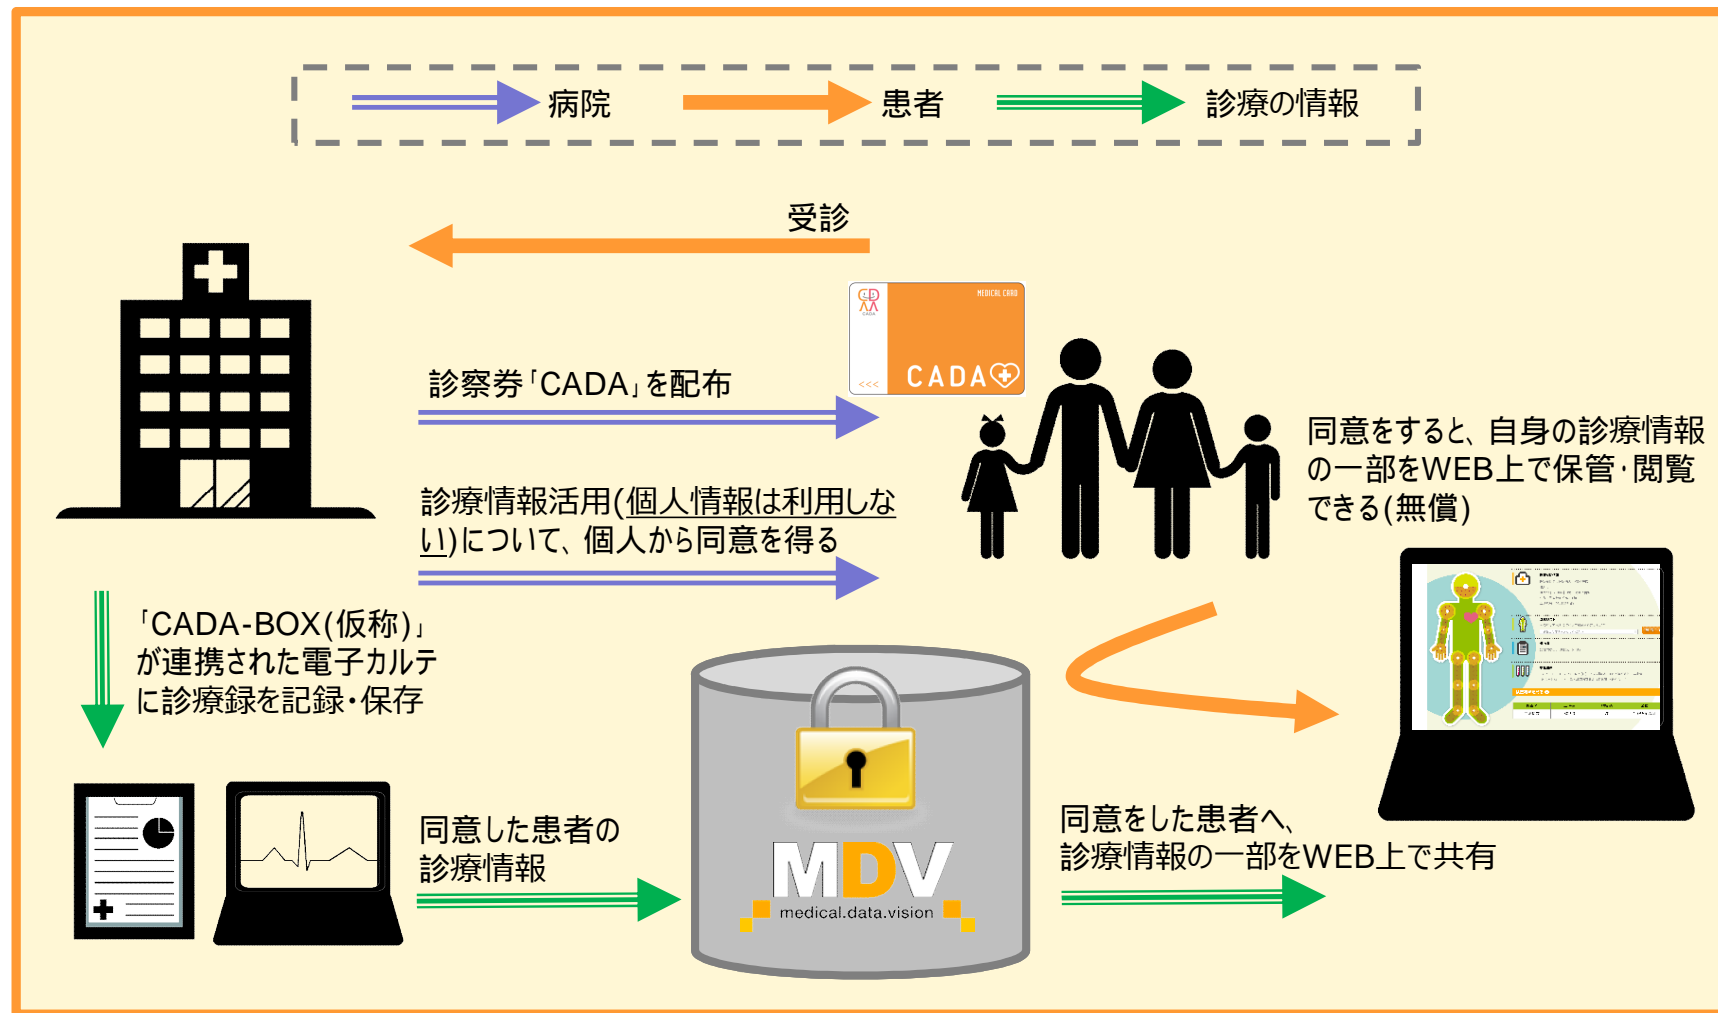 病院
患者
診療の情報
受診
MEDICAL CARD
CADA
<<<
CADA
診察券「CADA」を配布
同意をすると、自身の診療情報
の一部をWEB上で保管・閲覧
できる(無償)
診療情報活用(個人情報は利用しな
い)について、個人から同意を得る
「CADA-BOX(仮称)」
が連携された電子カルテ
に診療録を記録・保存
同意した患者の
診療情報
MDV
medical.data.vision
同意をした患者へ、
診療情報の一部をWEB上で共有